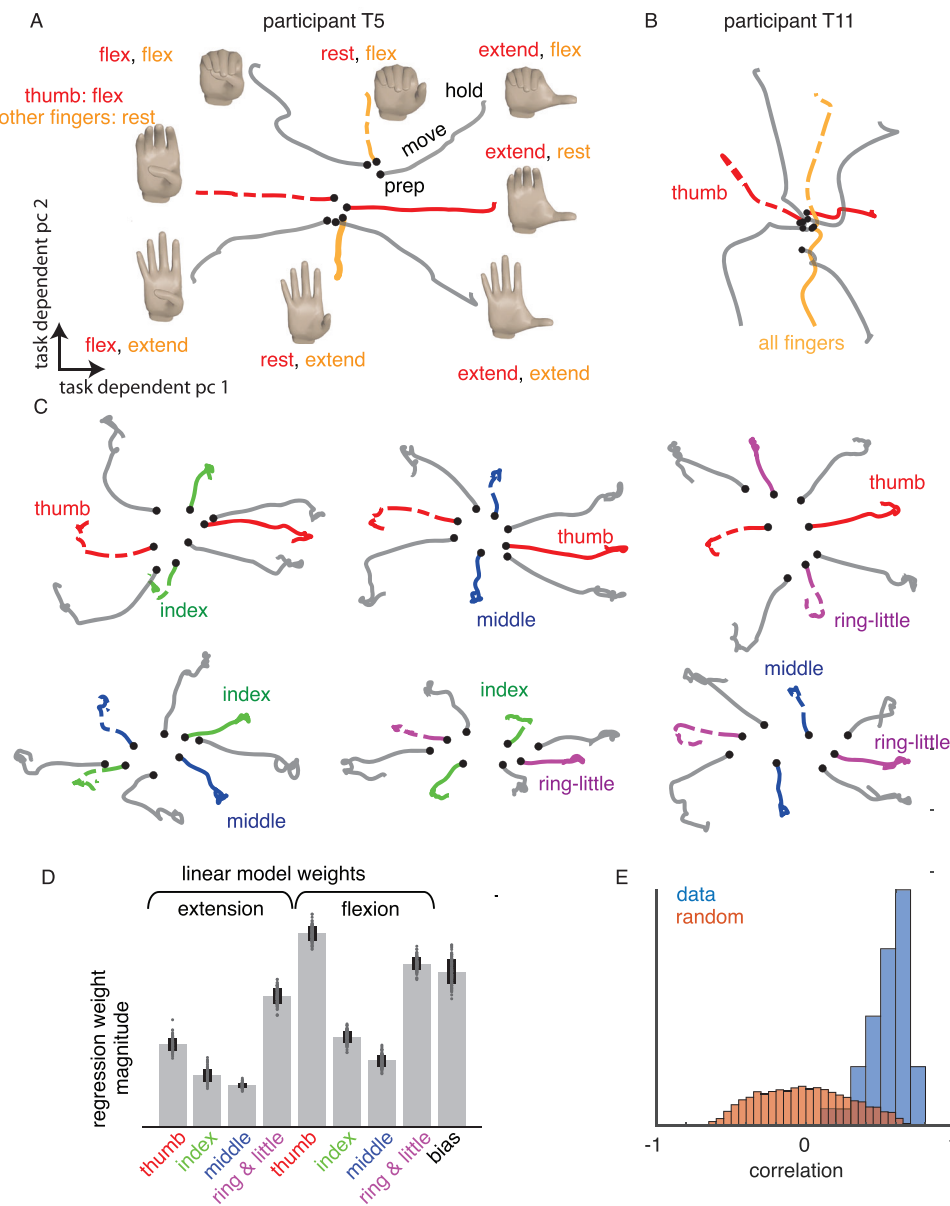 A
participant T5
B
participant T11
flex, flex
rest, flex
extend, flex
thumb: flex
other fingers: rest
hold
move
prep
extend, rest
thumb
task dependent pc 2
flex, extend
rest, extend
extend, extend
all fingers
task dependent pc 1
C
thumb
index
thumb
middle
thumb
ring-little
index
middle
index
ring-little
middle
ring-little
D
linear model weights
extension
flexion
regression weight
magnitude
thumb
index
middle
ring & little
thumb
index
middle
ring & little
bias
E
data
random
-1
0
correlation